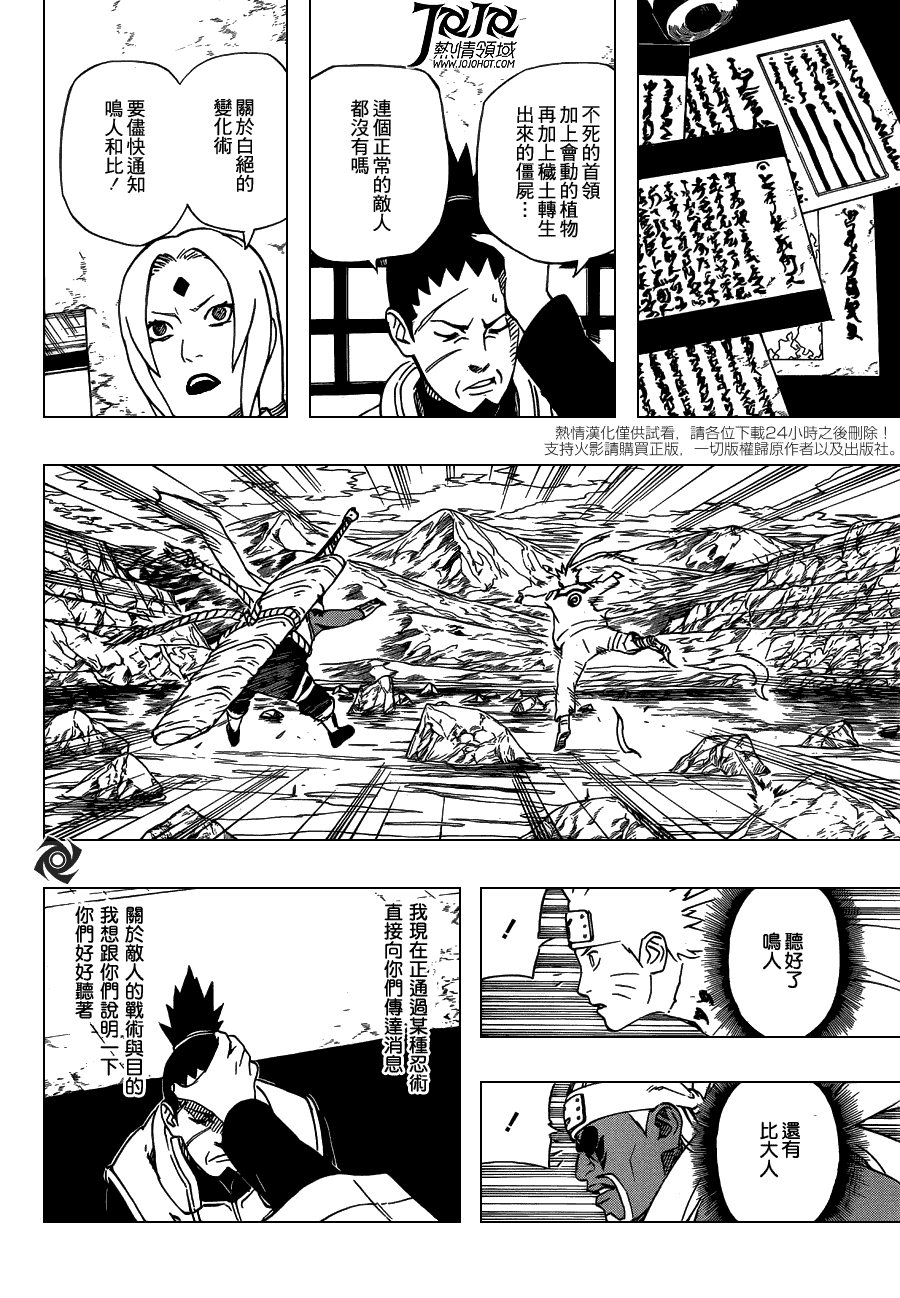 JOJO
熱情領域
WWW.JOJOHOT.COM
不死的首領
加上會動的植物
再加上穢土轉生
出來的僵屍…
連個正常的敵人
都沒有嗎
關於白絕的
變化術
要儘快通知
鳴人和比！
熱情漢化僅供試看，請各位下載24小時之後刪除！
支持火影請購買正版，一切版權歸原作者以及出版社。
聽好了
鳴人
！
還有
比大人
！
我現在正通過某種忍術
直接向你們傳達消息
關於敵人的戰術與目的
我想跟你們說明一下
你們好好聽著